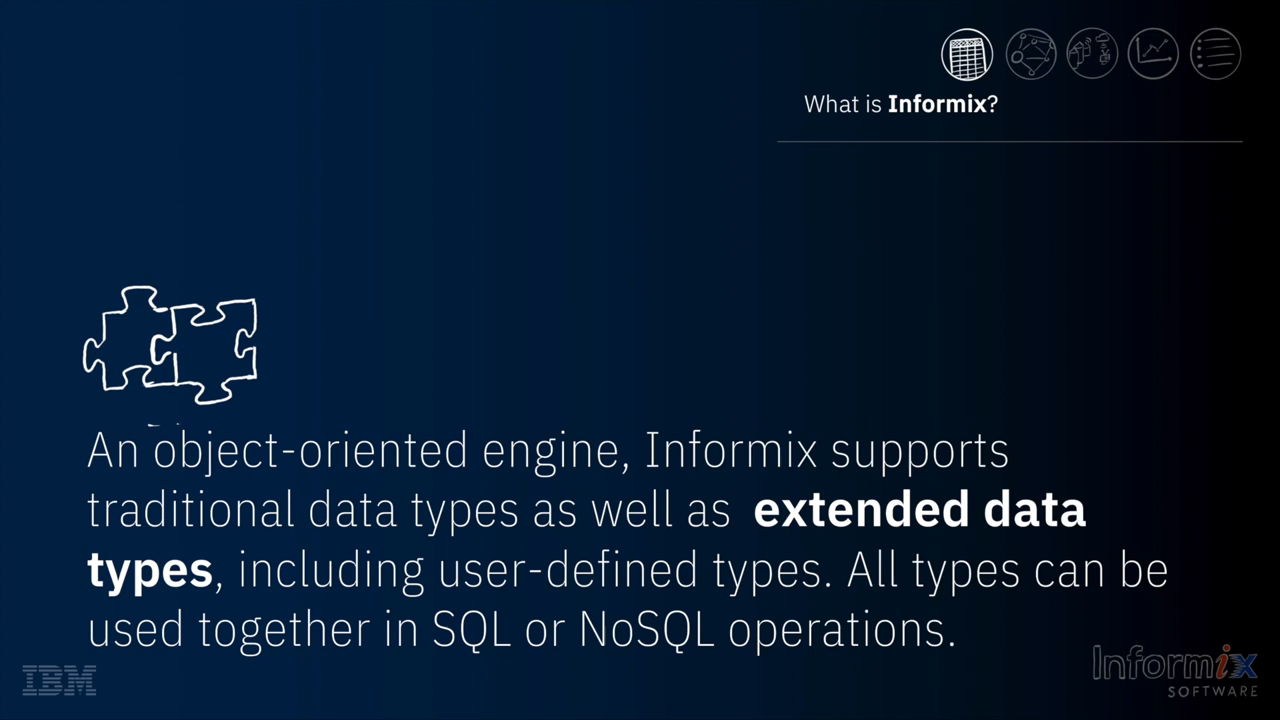 What is Informix?
An object-oriented engine, Informix supports
traditional data types as well as extended data
types, including user-defined types. All types can be
used together in SQL or NoSQL operations.
IBM
Informix
SOFTWARE